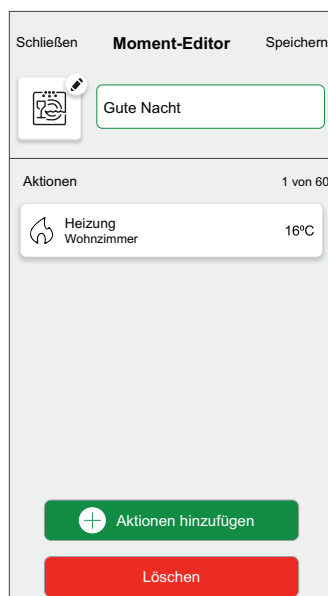 Schließen Moment-Editor Speichern
Gute Nacht
Aktionen 1 von 60
Heizung
Wohnzimmer 16ºC
Aktionen hinzufügen
Löschen